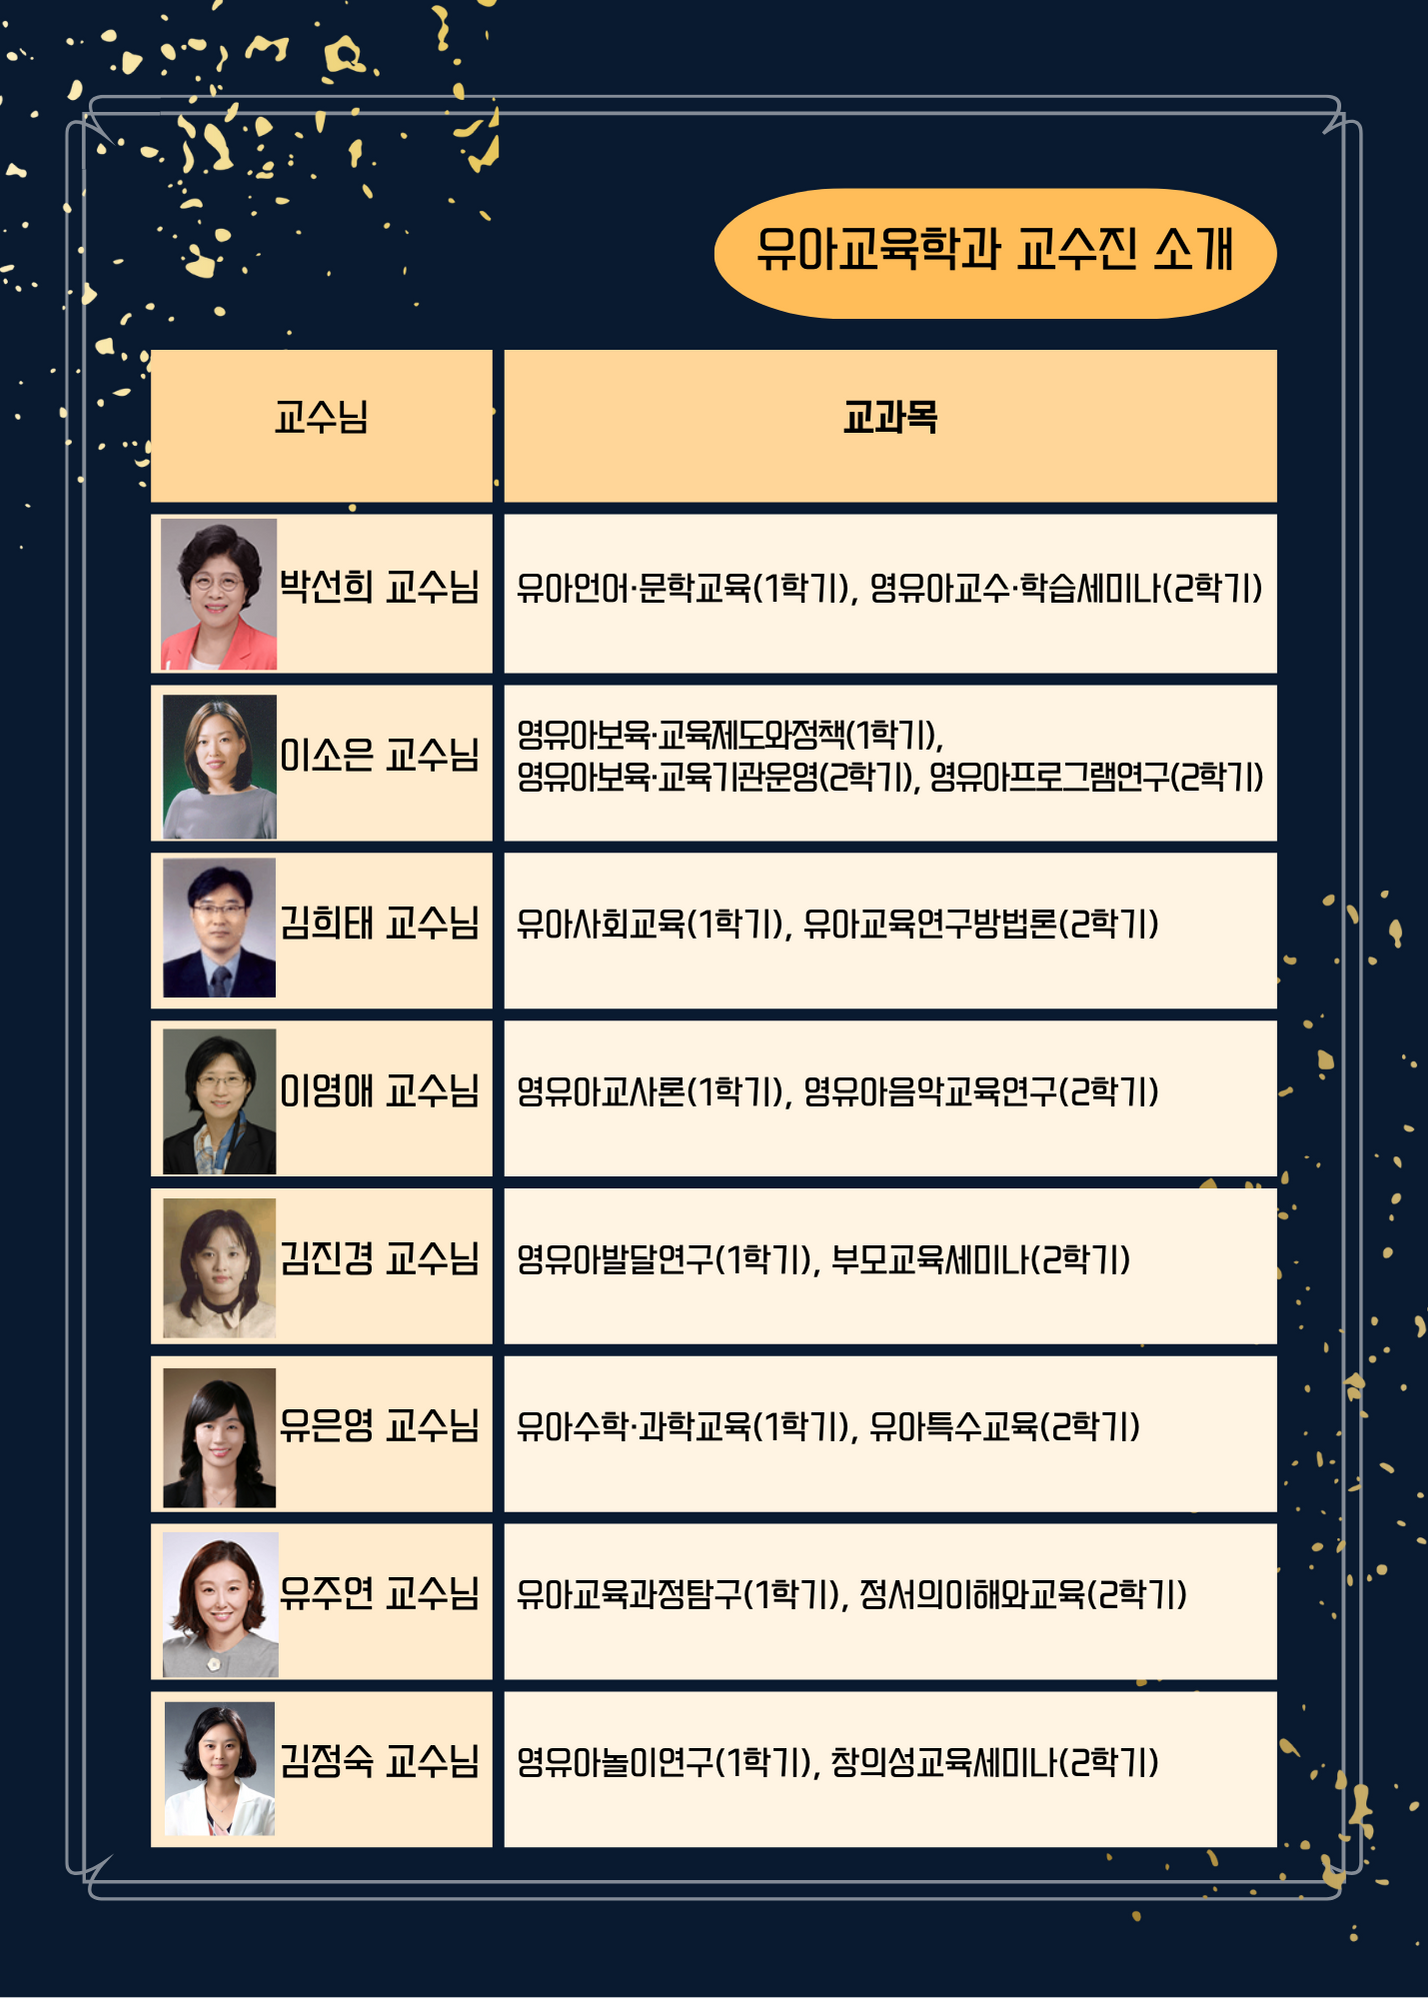 유아교육학과 교수진 소개
교수님
교과목
박선희 교수님
유아언어·문학교육(1학기), 영유아교수·학습세미나(2학기)
이소은 교수님
영유아보육·교육제도와정책(1학기),
영유아보육·교육기관운영(2학기), 영유아프로그램연구(2학기)
김희태 교수님
유아사회교육(1학기), 유아교육연구방법론(2학기)
이영애 교수님
영유아교사론(1학기), 영유아음악교육연구(2학기)
김진경 교수님
영유아발달연구(1학기), 부모교육세미나(2학기)
유은영 교수님
유아수학·과학교육(1학기), 유아특수교육(2학기)
유주연 교수님
유아교육과정탐구(1학기), 정서의이해와교육(2학기)
김정숙 교수님
영유아놀이연구(1학기), 창의성교육세미나(2학기)